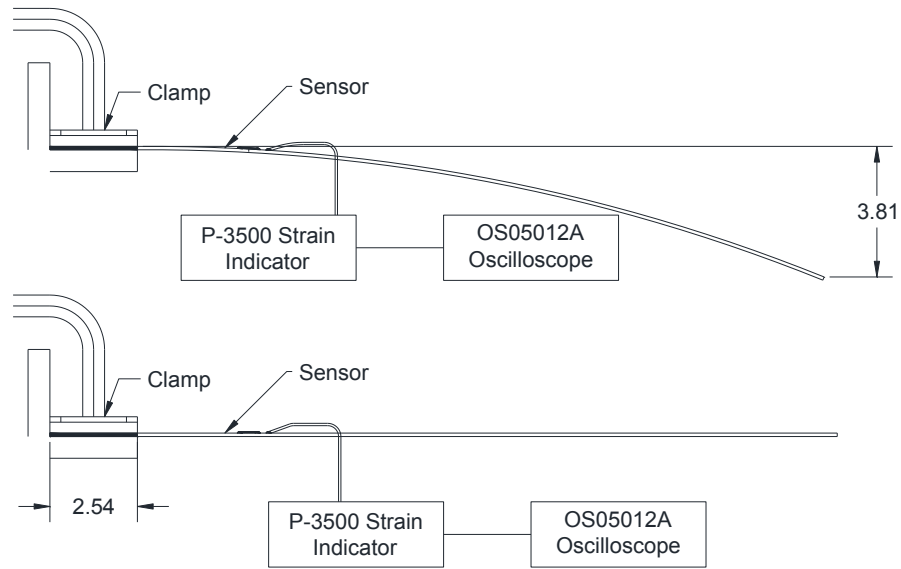 Clamp
Sensor
3.81
P-3500 Strain
Indicator
OS05012A
Oscilloscope
Clamp
Sensor
2.54
P-3500 Strain
Indicator
OS05012A
Oscilloscope